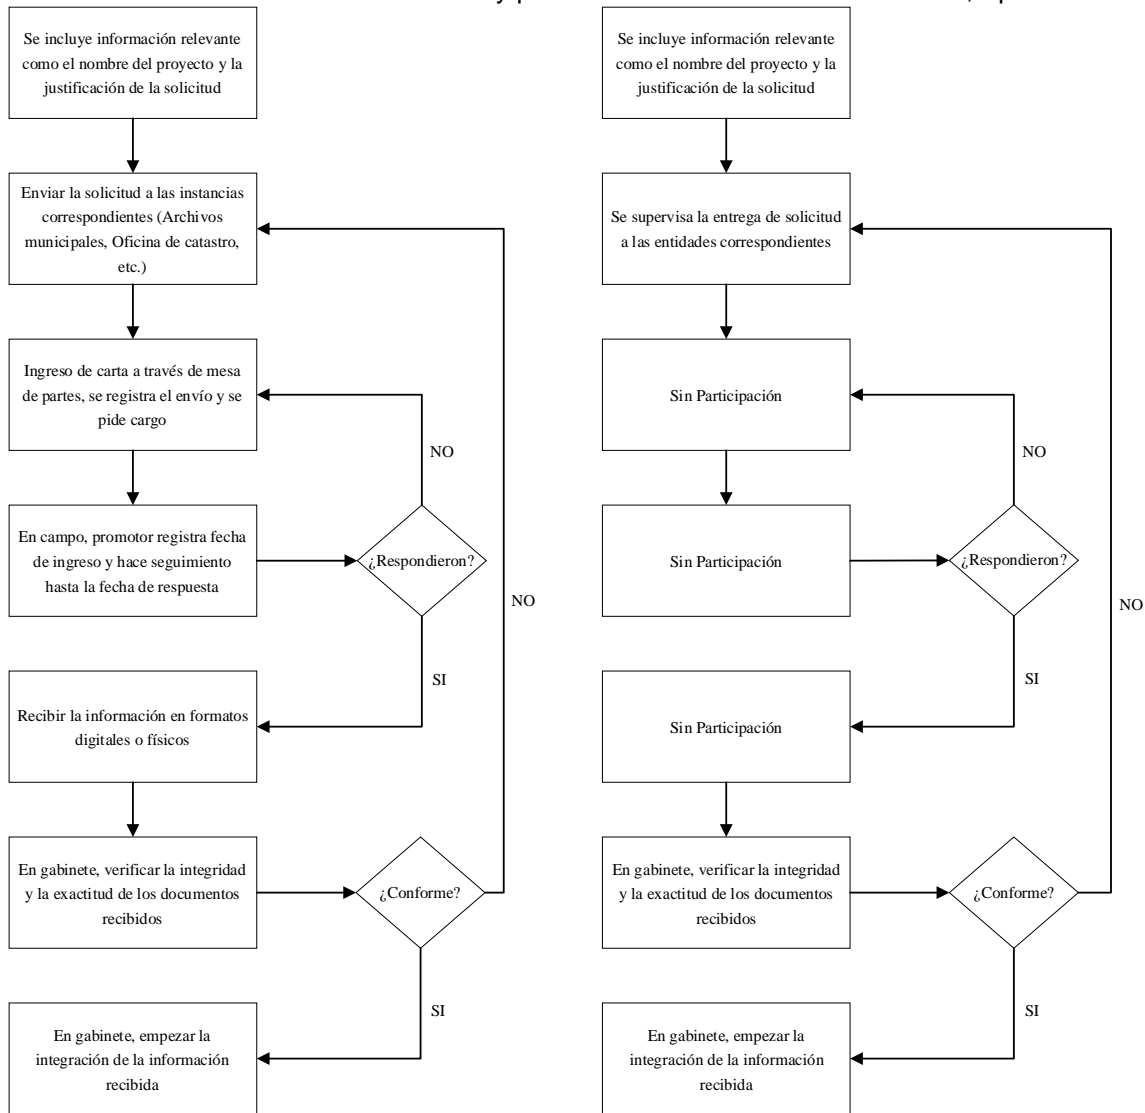 Se incluye información relevante
como el nombre del proyecto y la
justificación de la solicitud
Enviar la solicitud a las instancias
correspondientes (Archivos
municipales, Oficina de catastro,
etc.)
Ingreso de carta a través de mesa
de partes, se registra el envío y se
pide cargo
NO
En campo, promotor registra fecha
de ingreso y hace seguimiento
hasta la fecha de respuesta
¿Respondieron?
NO
SI
Recibir la información en formatos
digitales o físicos
En gabinete, verificar la integridad
y la exactitud de los documentos
recibidos
¿Conforme?
SI
En gabinete, empezar la
integración de la información
recibida
Se incluye información relevante
como el nombre del proyecto y la
justificación de la solicitud
Se supervisa la entrega de solicitud
a las entidades correspondientes
Sin Participación
NO
Sin Participación
¿Respondieron?
NO
SI
Sin Participación
En gabinete, verificar la integridad
y la exactitud de los documentos
recibidos
¿Conforme?
SI
En gabinete, empezar la
integración de la información
recibida